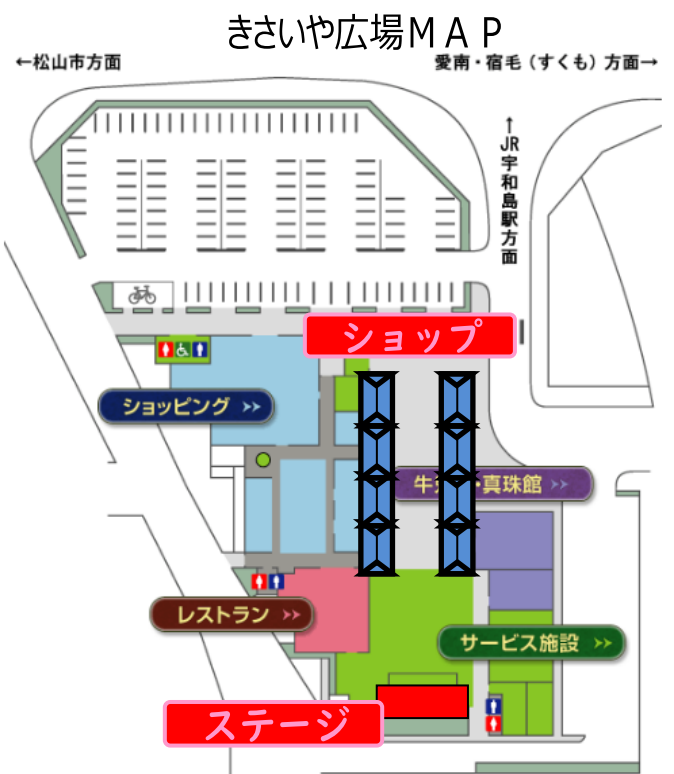 きさいや広場MAP
←松山市方面
愛南・宿毛（すくも）方面→
↑JR宇和島駅方面
ショップ
ショッピング
牛
・真珠館
レストラン
サービス施設
ステージ